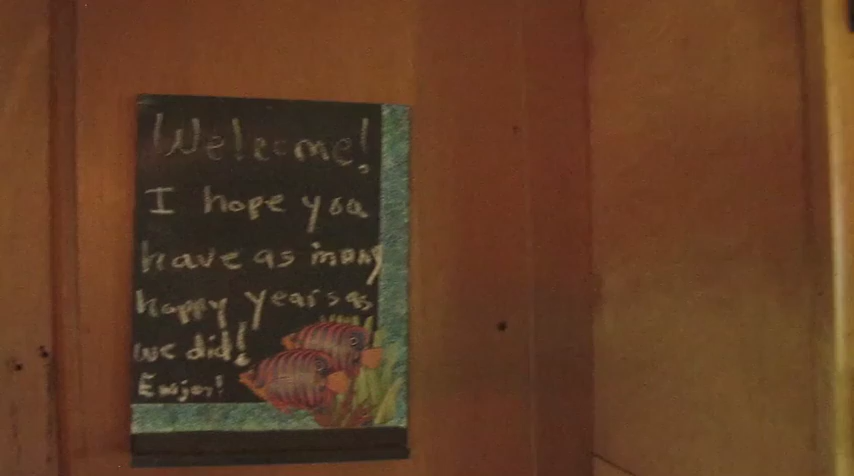 Welcome!
I hope you
have as many
happy years as
we did!
Enjoy!